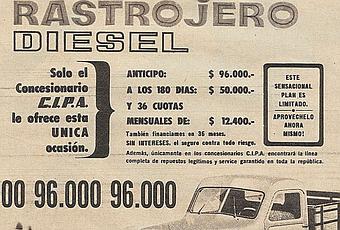 RASTROJERO
DIESEL
Solo el
Concesionario
C.I.P.A.
le ofrece esta
UNICA
ocasión.
ANTICIPO: $ 96.000.-
A LOS 180 DIAS: $ 50.000.-
Y 36 CUOTAS
MENSUALES DE: $ 12.400.-
También financiamos en 36 meses.
SIN INTERESES, el seguro contra todo riesgo.
Además, únicamente en los concesionarios C.I.P.A. encontrará la línea
completa de repuestos legítimos y service garantido en toda la república.
ESTE
SENSACIONAL
PLAN ES
LIMITADO.
APROVECHELO
AHORA
MISMO!
00 96.000 96.000